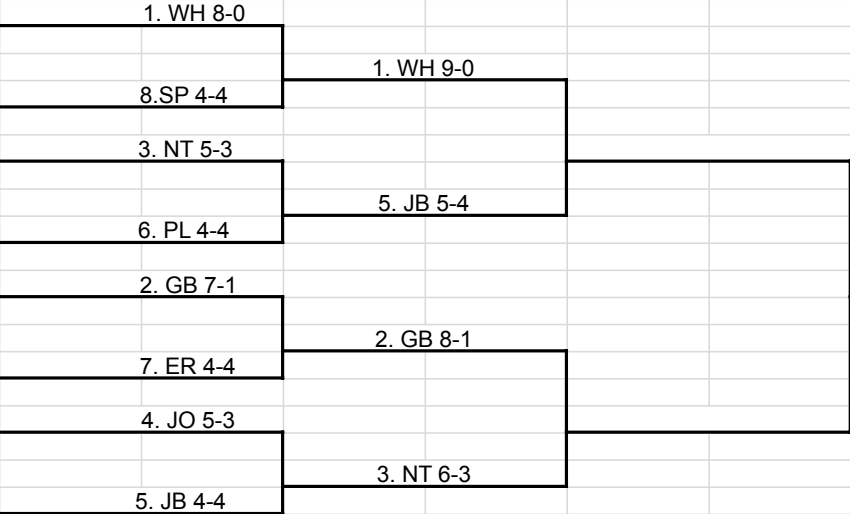 1. WH 8-0
1. WH 9-0
8.SP 4-4
3. NT 5-3
5. JB 5-4
6. PL 4-4
2. GB 7-1
2. GB 8-1
7. ER 4-4
4. JO 5-3
3. NT 6-3
5. JB 4-4